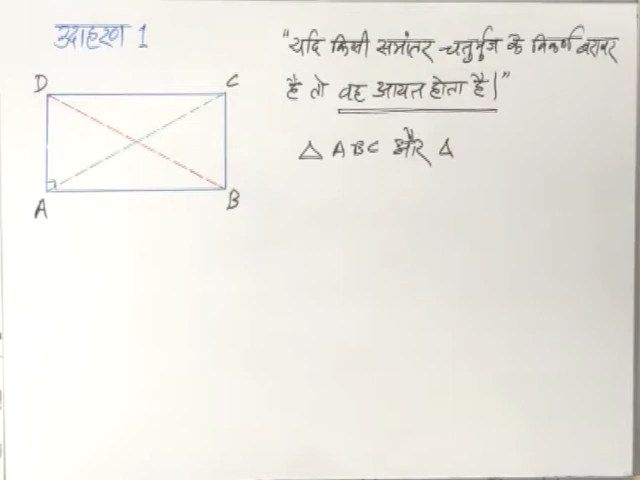 उदाहरण 1
"यदि किसी समांतर चतुर्भुज के विकर्ण बराबर
है तो वह आयत होता है।"
△ ABC और △
D
C
A
B